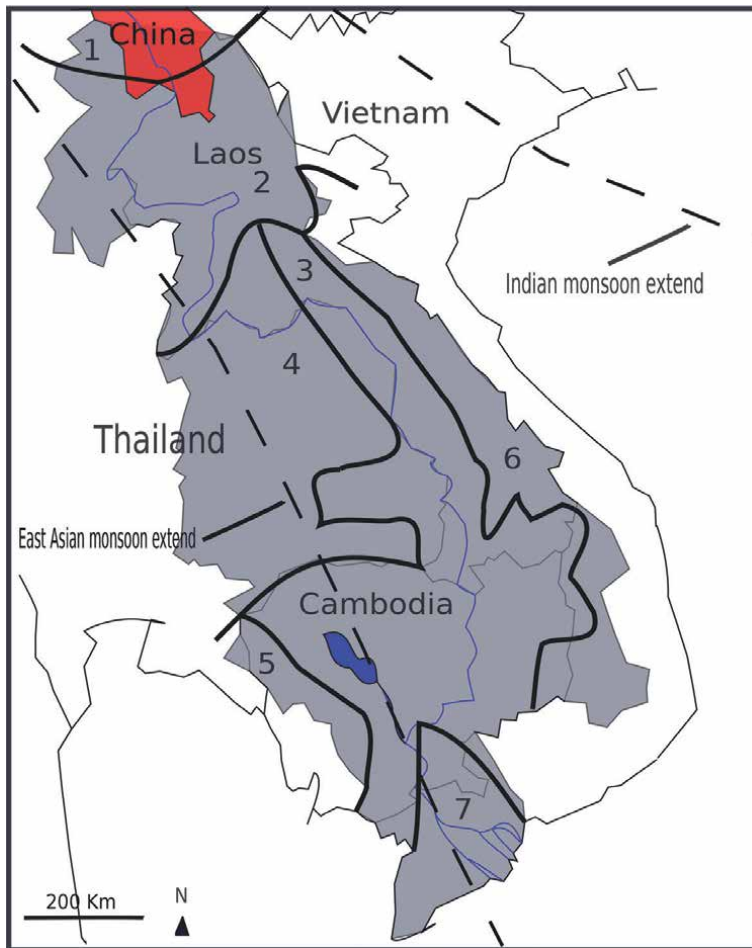 China
1
Vietnam
Laos
2
3
Indian monsoon extend
4
Thailand
6
East Asian monsoon extend
Cambodia
5
7
200 Km
N